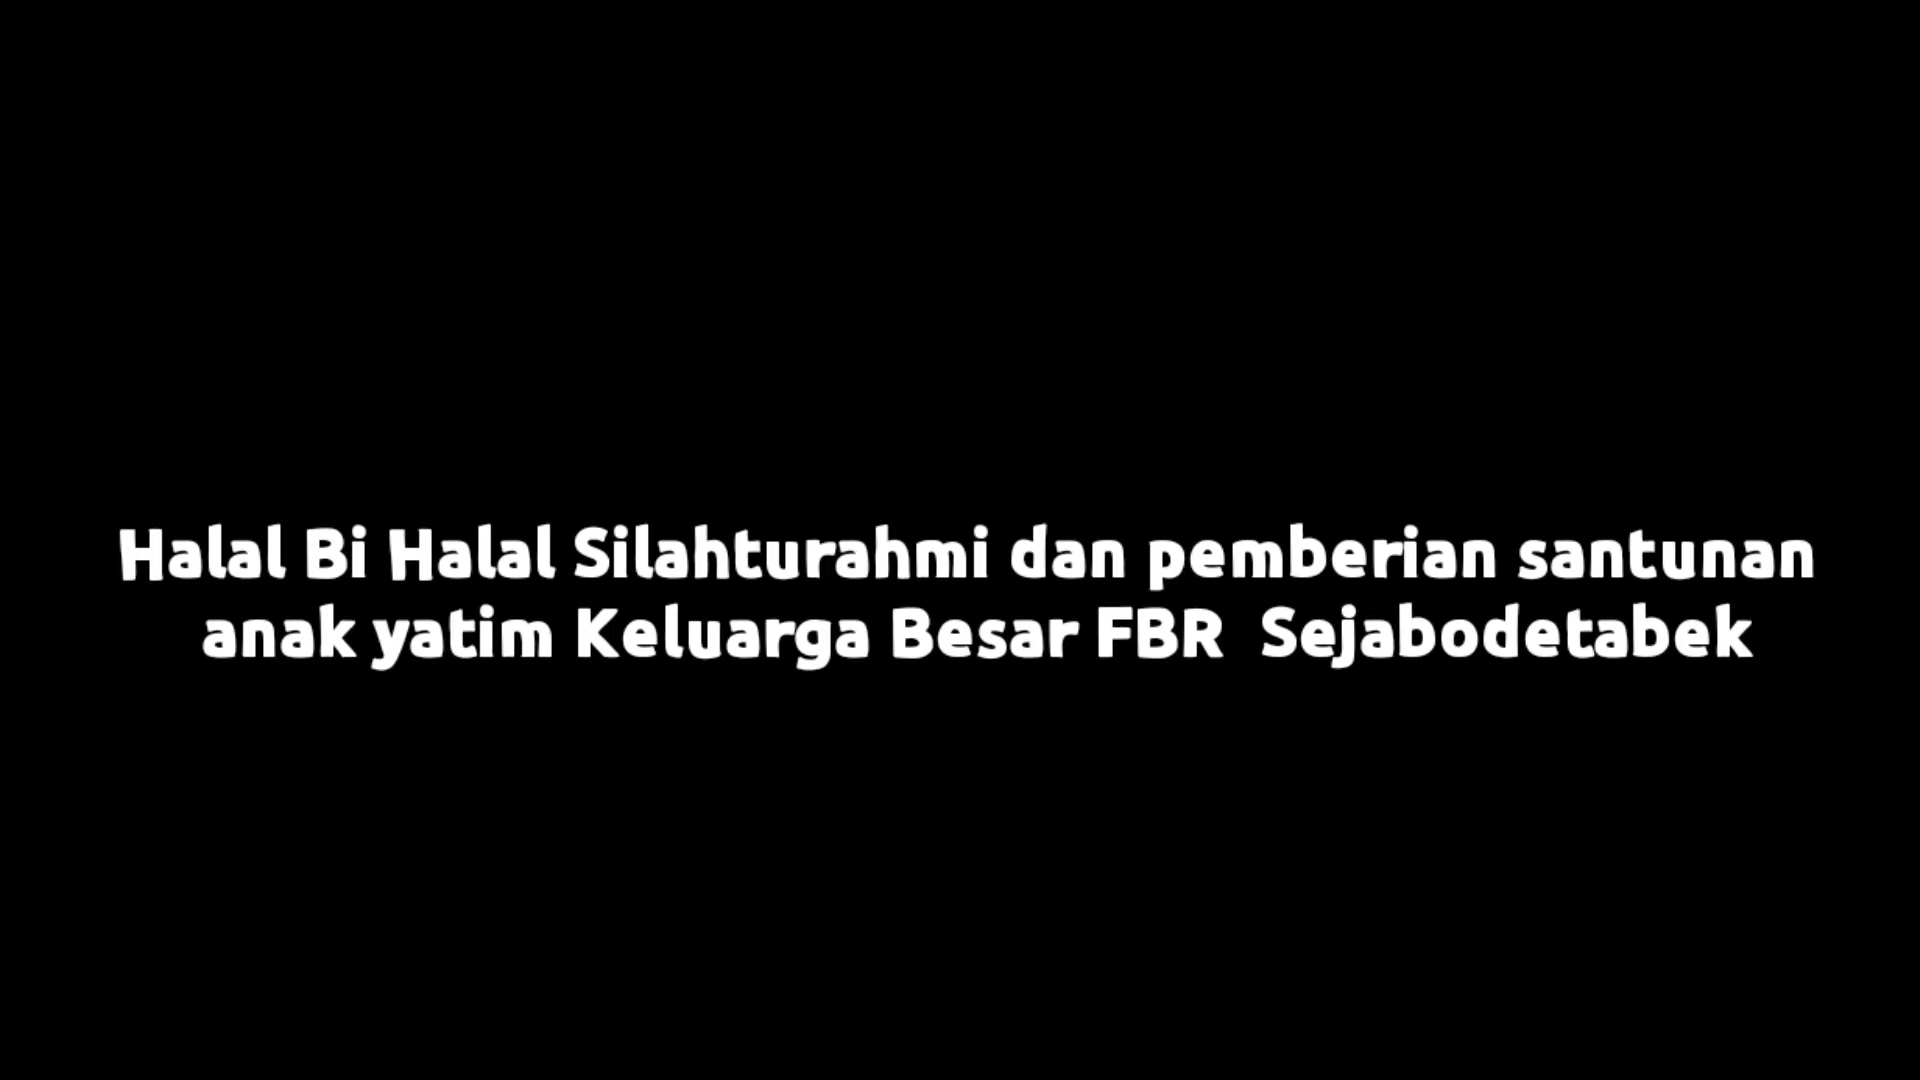 Halal Bi Halal Silahturahmi dan pemberian santunan
anak yatim Keluarga Besar FBR  Sejabodetabek